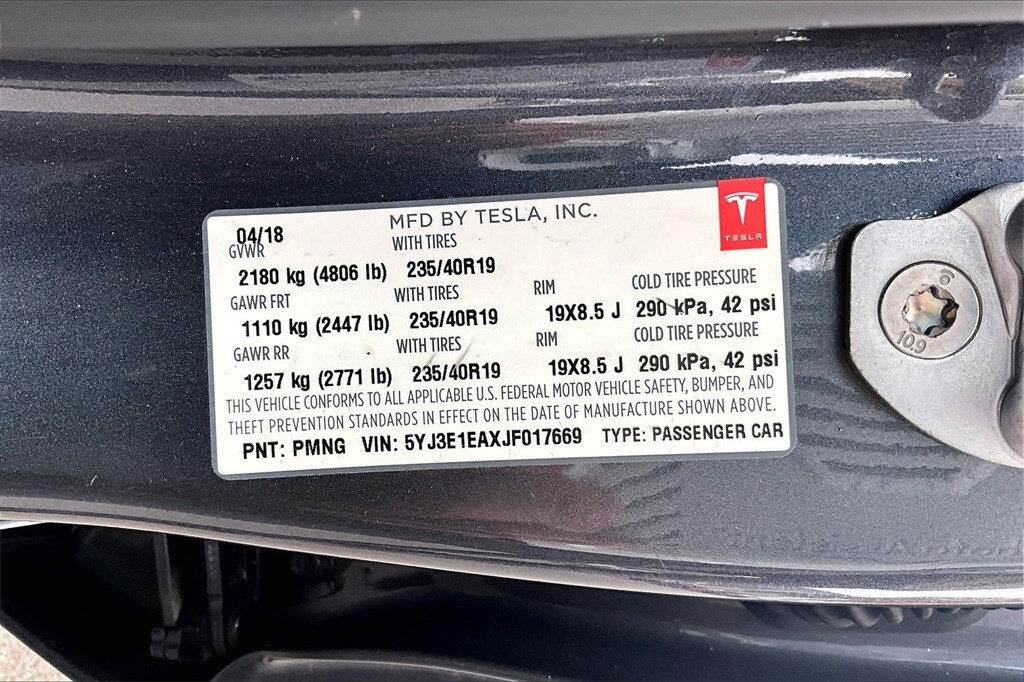 MFD BY TESLA, INC.
TESLA
04/18
GVWR WITH TIRES
2180 kg (4806 lb) 235/40R19
GAWR FRT WITH TIRES RIM COLD TIRE PRESSURE
1110 kg (2447 lb) 235/40R19 19X8.5 J 290 kPa, 42 psi
GAWR RR WITH TIRES RIM COLD TIRE PRESSURE
1257 kg (2771 lb) 235/40R19 19X8.5 J 290 kPa, 42 psi
THIS VEHICLE CONFORMS TO ALL APPLICABLE U.S. FEDERAL MOTOR VEHICLE SAFETY, BUMPER, AND
THEFT PREVENTION STANDARDS IN EFFECT ON THE DATE OF MANUFACTURE SHOWN ABOVE.
PNT: PMNG VIN: 5YJ3E1EAXJF017669 TYPE: PASSENGER CAR
10.9